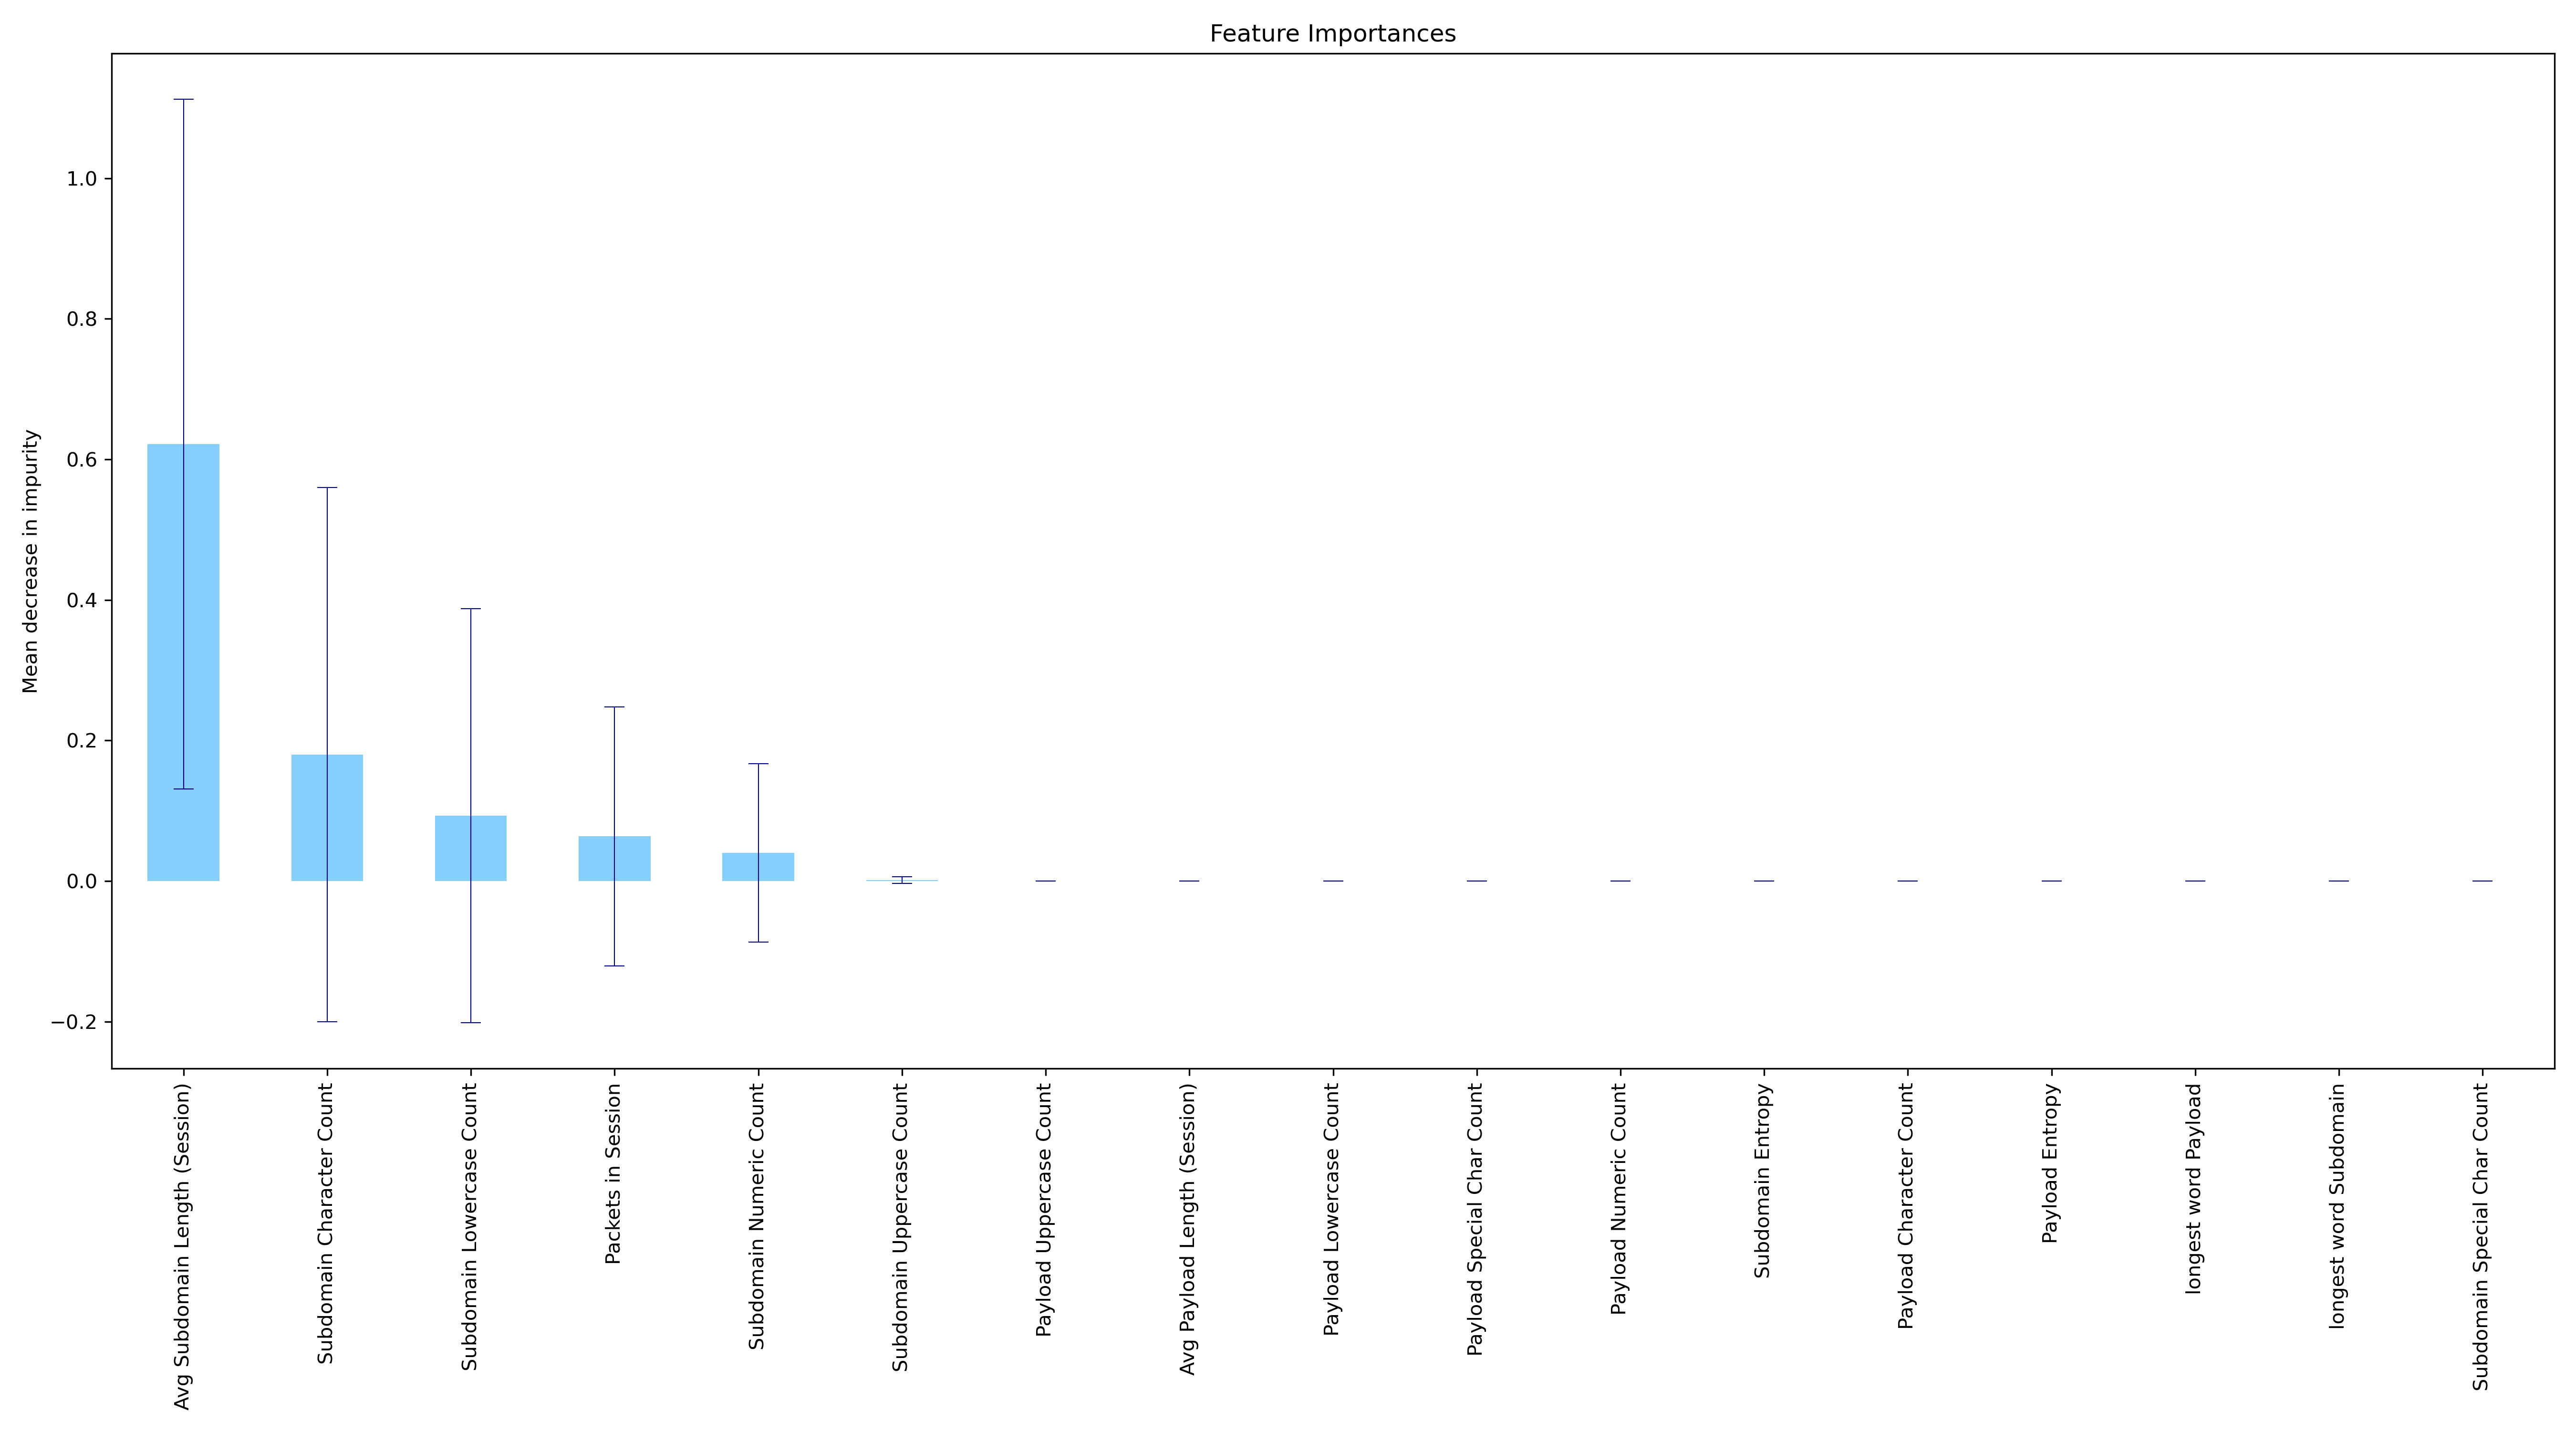 Feature Importances
Mean decrease in impurity
1.0
0.8
0.6
0.4
0.2
0.0
−0.2
Avg Subdomain Length (Session)
Subdomain Character Count
Subdomain Lowercase Count
Packets in Session
Subdomain Numeric Count
Subdomain Uppercase Count
Payload Uppercase Count
Avg Payload Length (Session)
Payload Lowercase Count
Payload Special Char Count
Payload Numeric Count
Subdomain Entropy
Payload Character Count
Payload Entropy
longest word Payload
longest word Subdomain
Subdomain Special Char Count